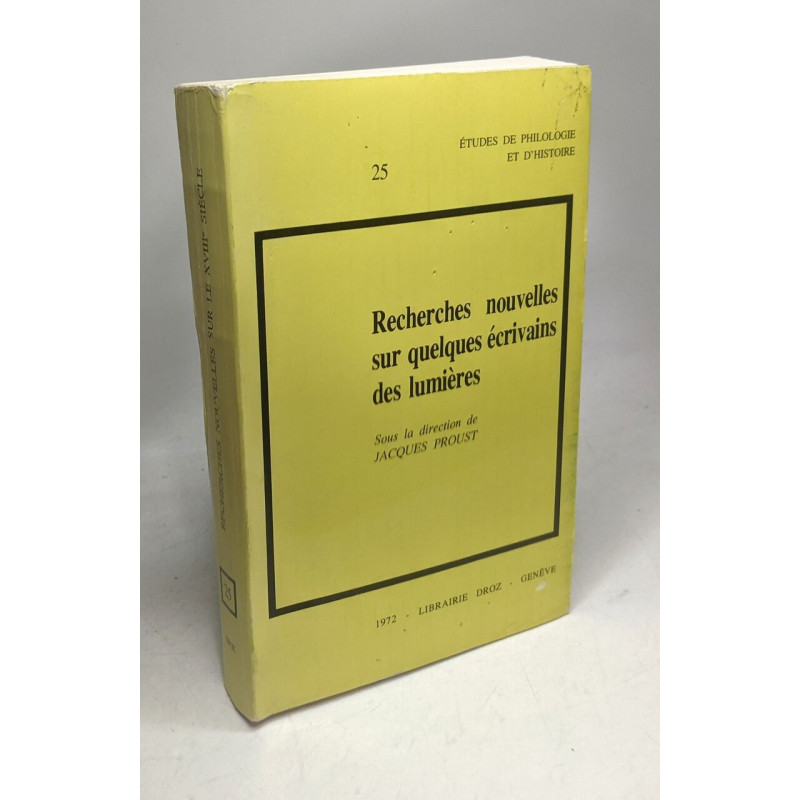 25
ÉTUDES DE PHILOLOGIE
ET D'HISTOIRE
Recherches nouvelles
sur quelques écrivains
des lumières
Sous la direction de
JACQUES PROUST
1972 - LIBRAIRIE DROZ - GENÈVE
RECHERCHES NOUVELLES SUR LE XVIIIe SIÈCLE
25